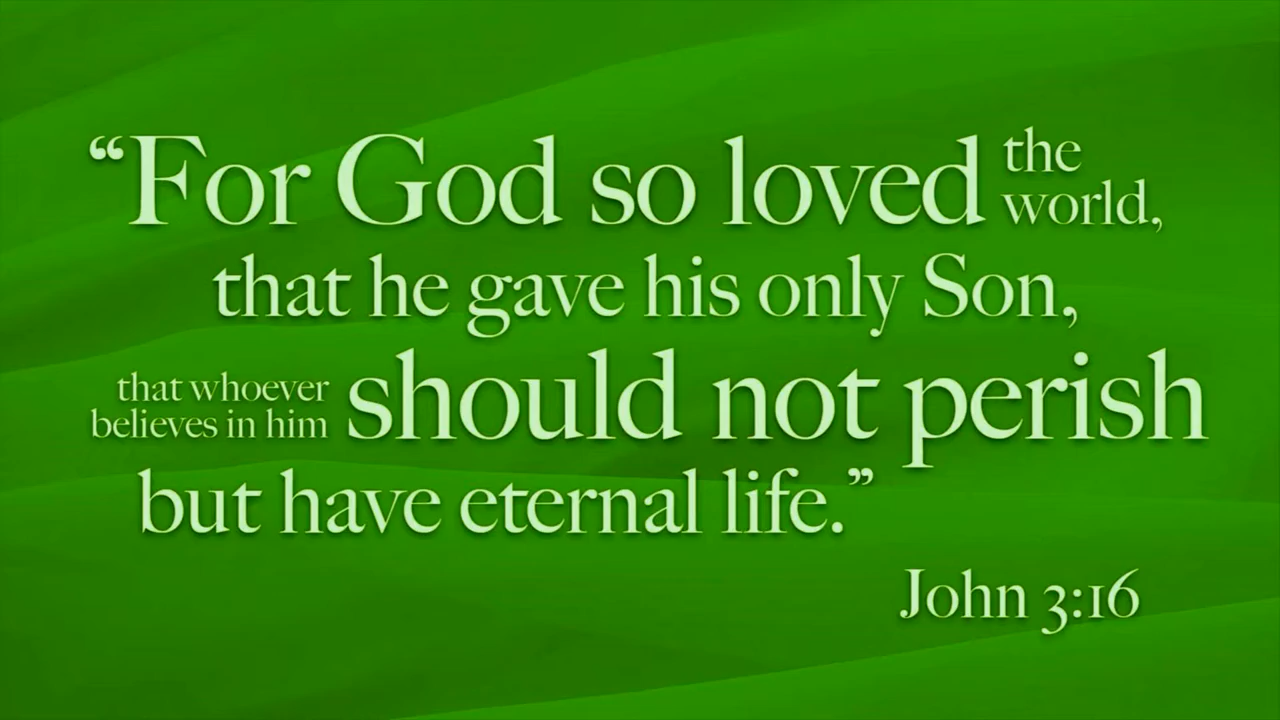 “For God so loved the world,
that he gave his only Son,
that whoever believes in him should not perish
but have eternal life.”
John 3:16